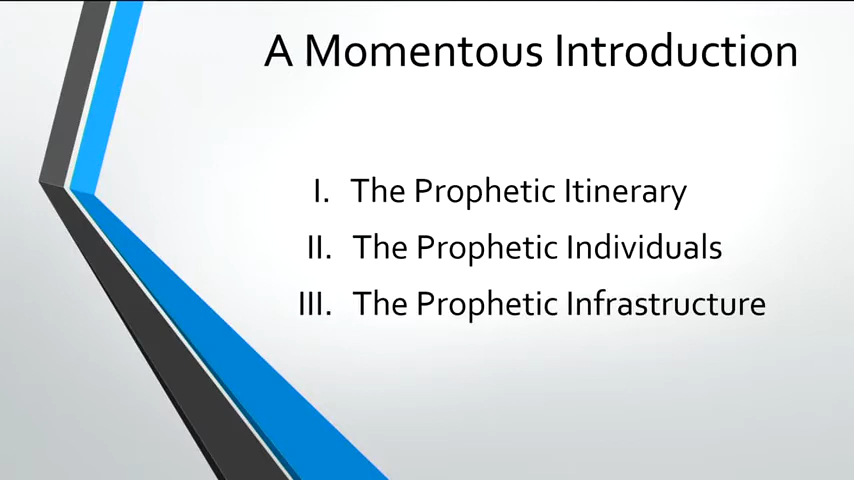 A Momentous Introduction
I. The Prophetic Itinerary
II. The Prophetic Individuals
III. The Prophetic Infrastructure